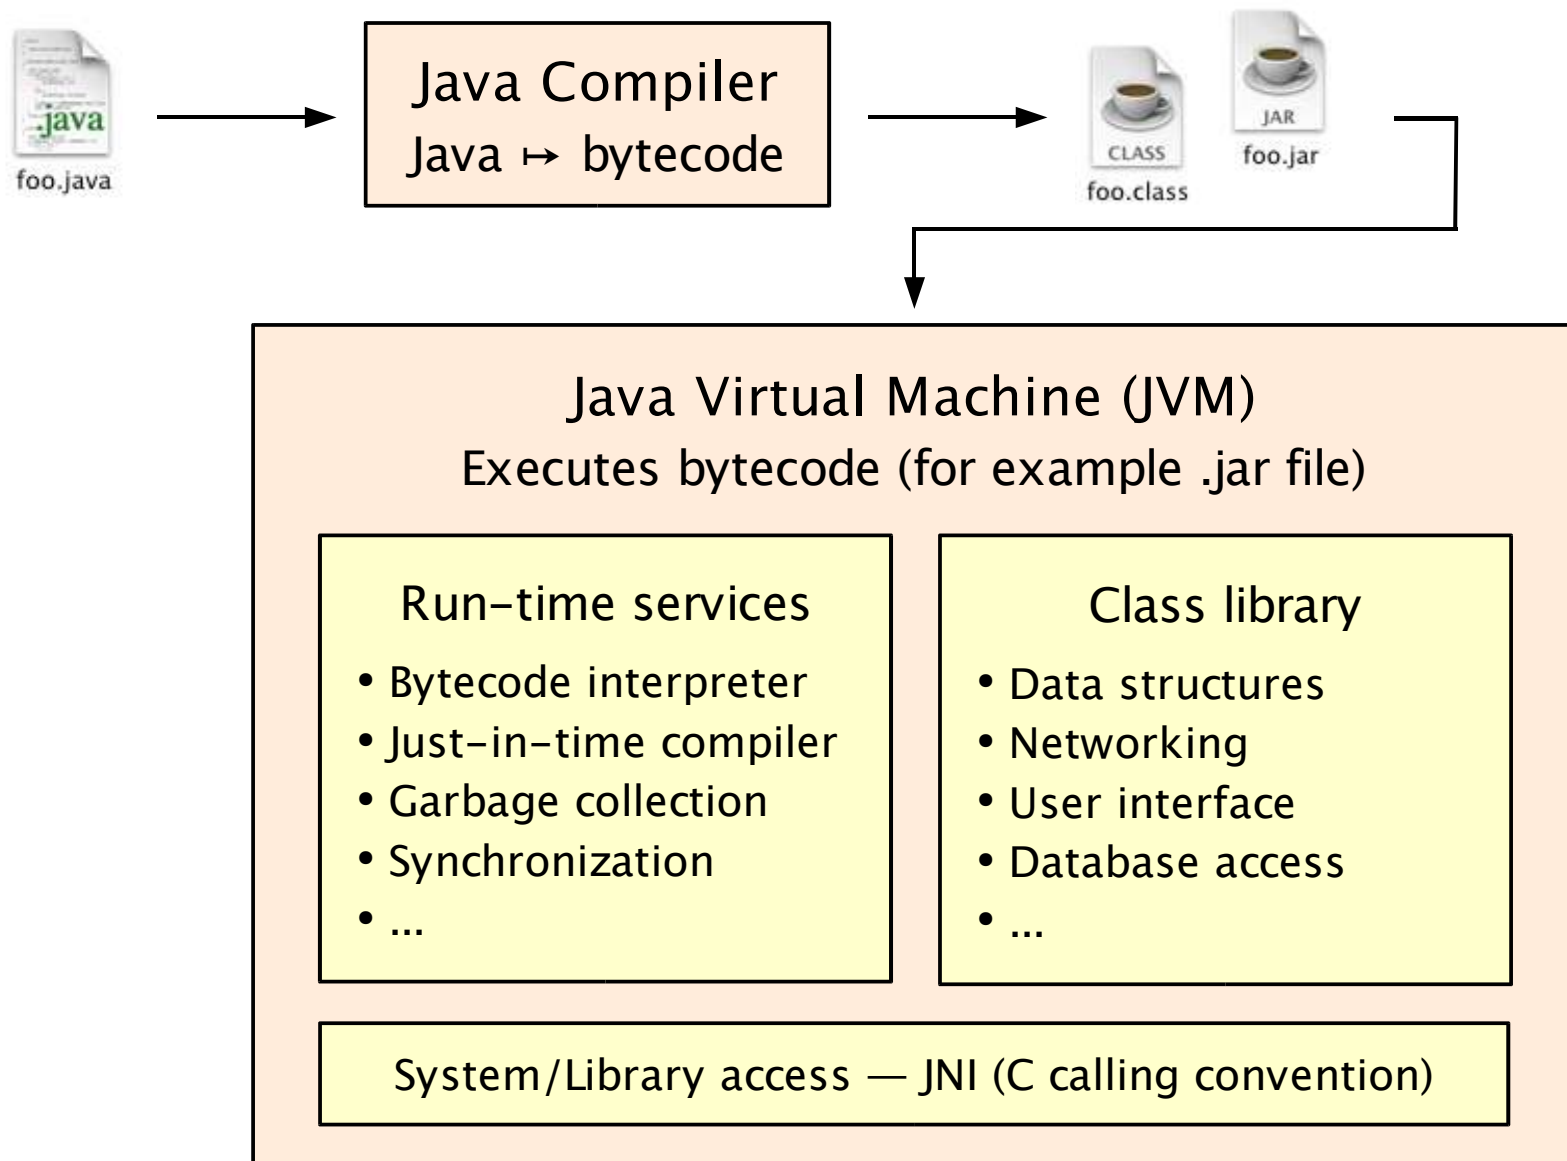 .java
foo.java
Java Compiler
Java ↦ bytecode
CLASS
foo.class
JAR
foo.jar
Java Virtual Machine (JVM)
Executes bytecode (for example .jar file)
Run-time services
• Bytecode interpreter
• Just-in-time compiler
• Garbage collection
• Synchronization
• ...
Class library
• Data structures
• Networking
• User interface
• Database access
• ...
System/Library access — JNI (C calling convention)